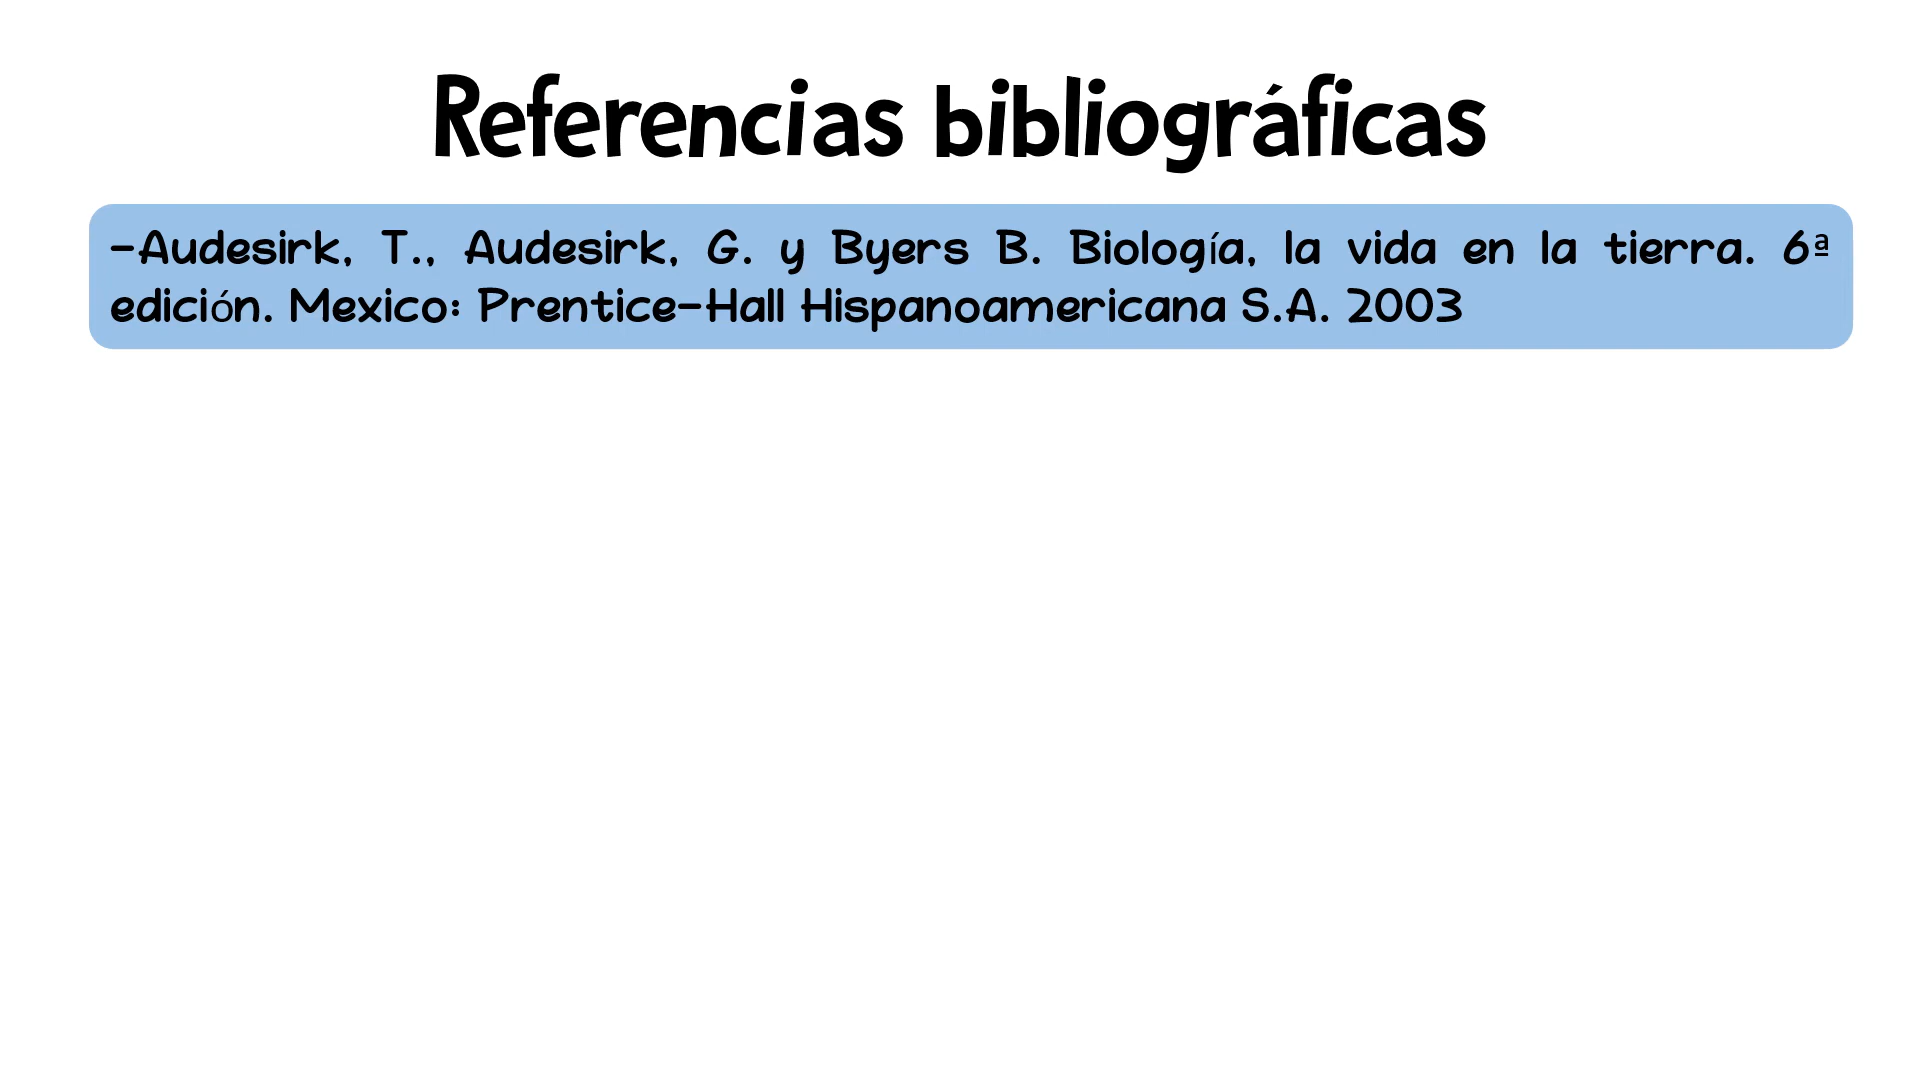 Referencias bibliográficas
-Audesirk, T., Audesirk, G. y Byers B. Biología, la vida en la tierra. 6ª
edición. Mexico: Prentice-Hall Hispanoamericana S.A. 2003